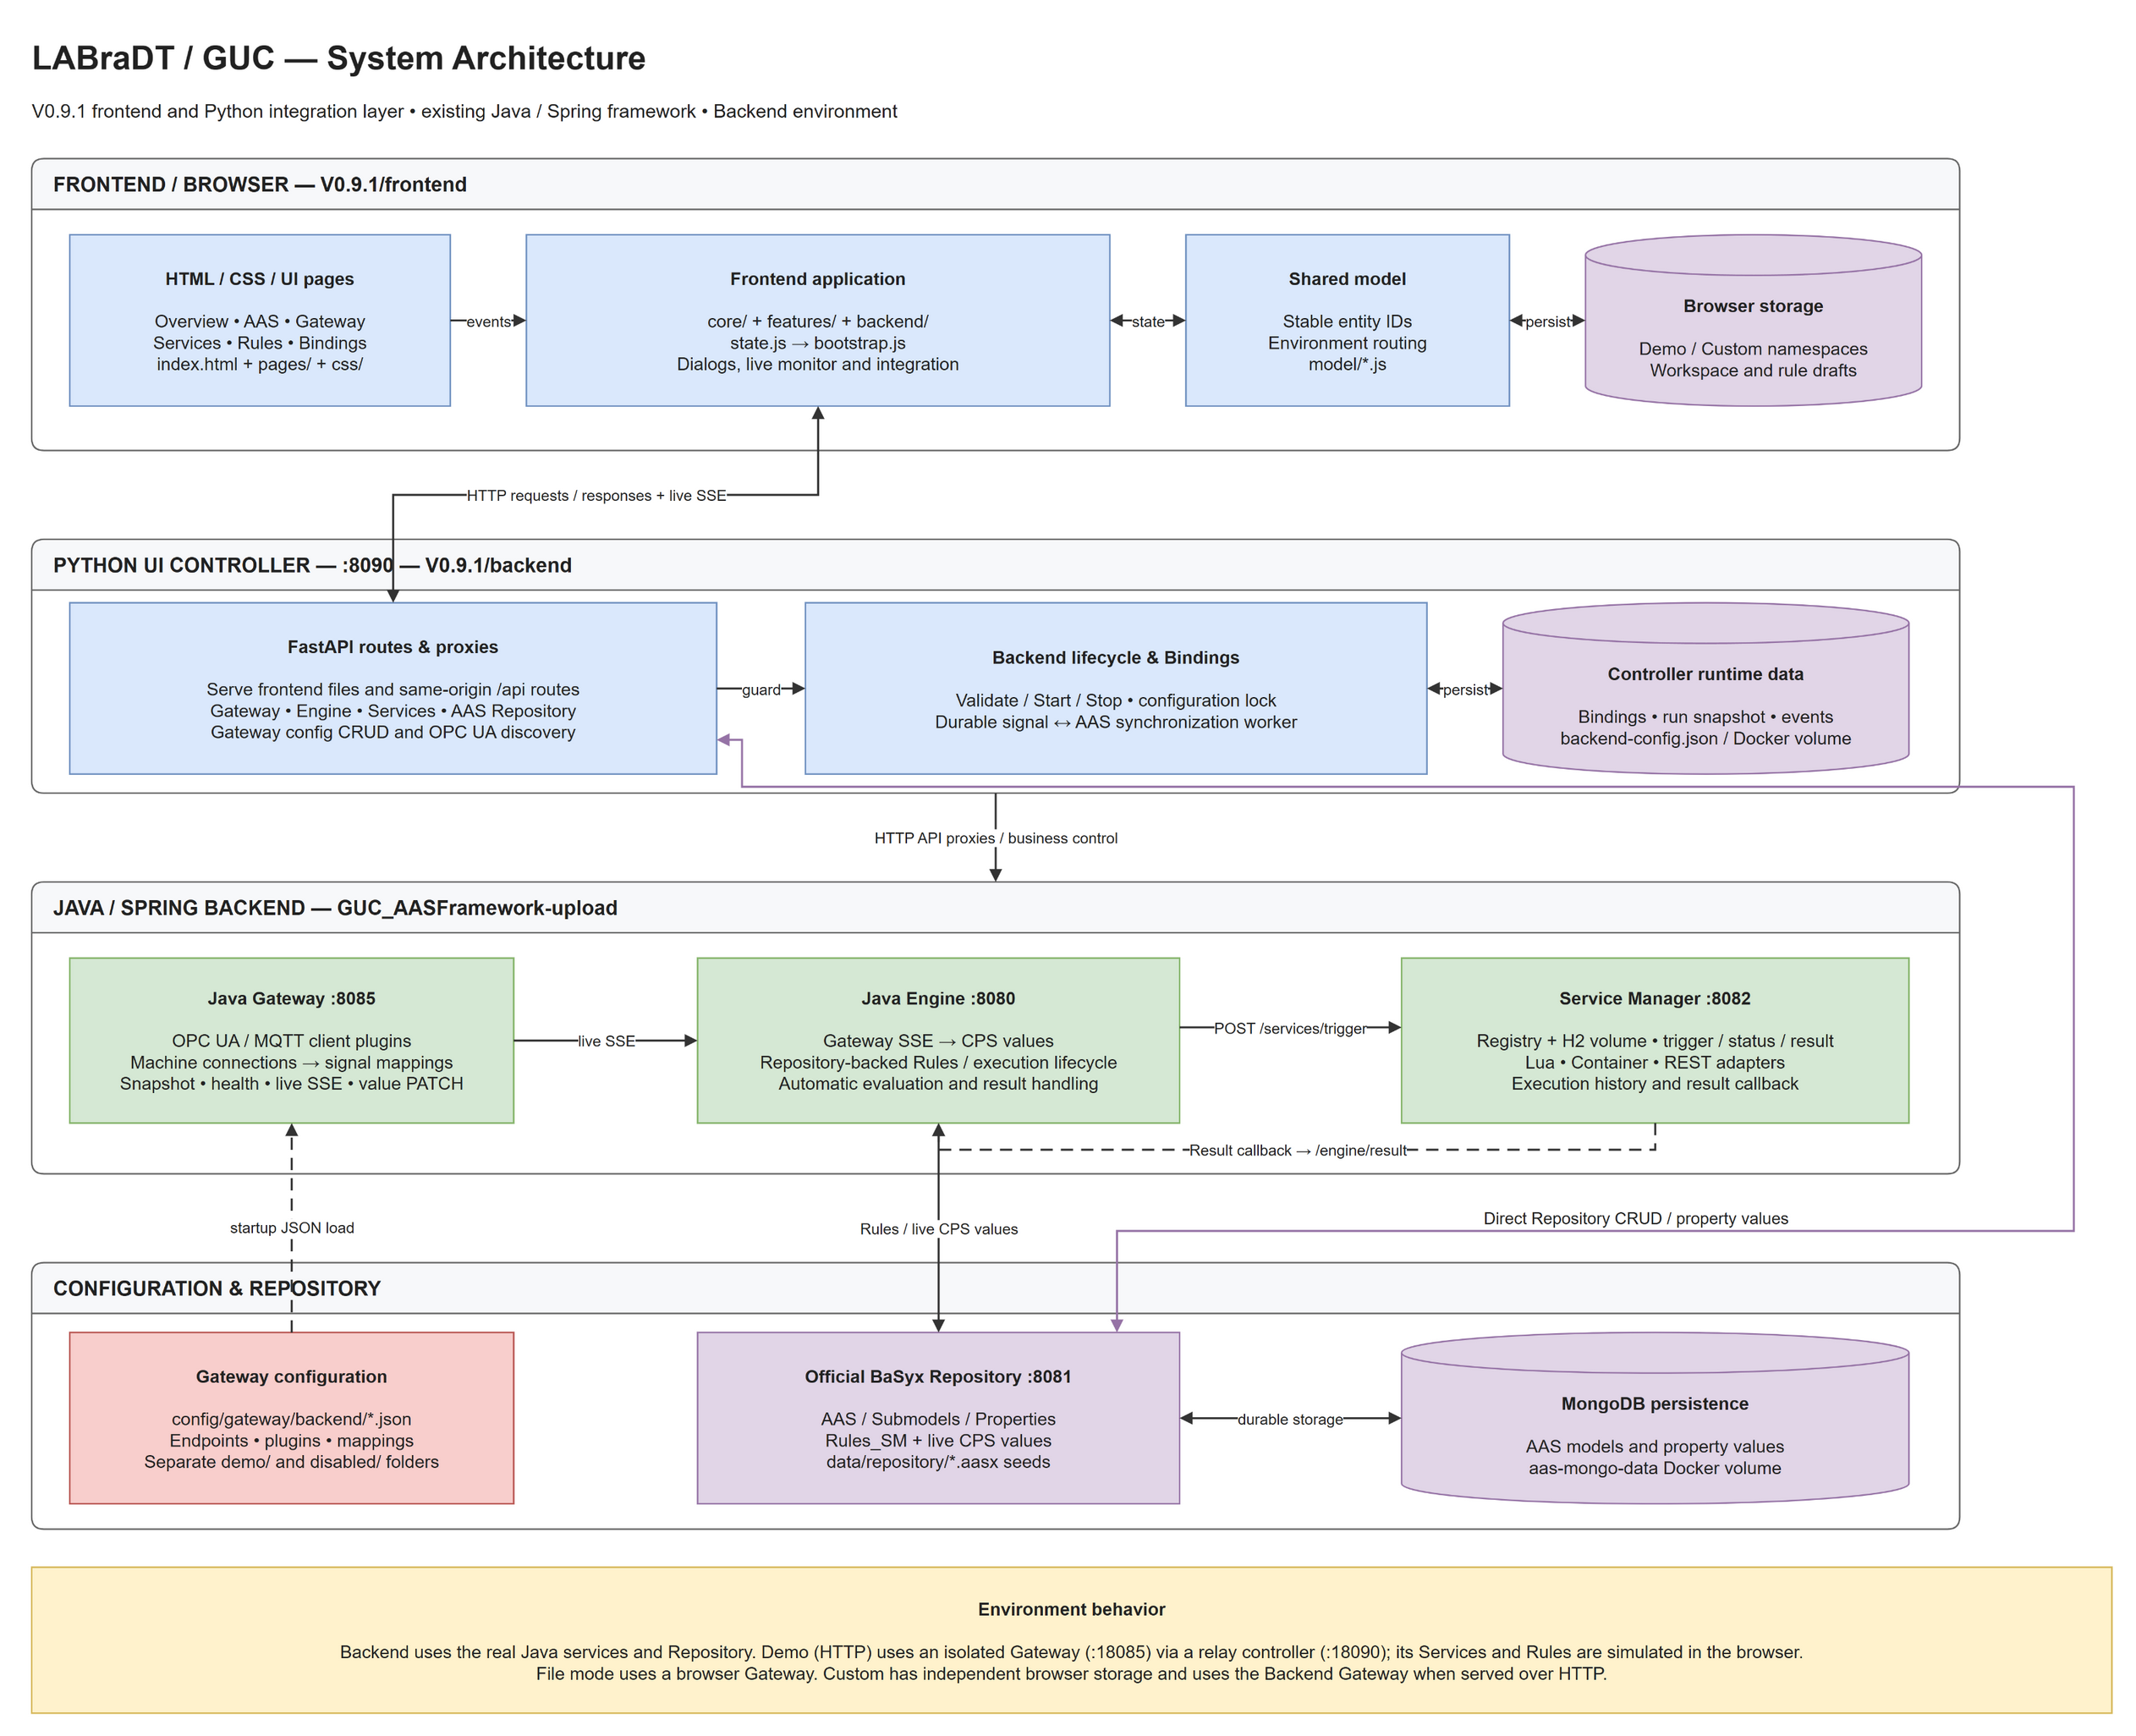 LABraDT / GUC — System Architecture
V0.9.1 frontend and Python integration layer • existing Java / Spring framework • Backend environment
FRONTEND / BROWSER — V0.9.1/frontend
HTML / CSS / UI pages
Overview • AAS • Gateway
Services • Rules • Bindings
index.html + pages/ + css/
events
Frontend application
core/ + features/ + backend/
state.js → bootstrap.js
Dialogs, live monitor and integration
state
Shared model
Stable entity IDs
Environment routing
model/*.js
persist
Browser storage
Demo / Custom namespaces
Workspace and rule drafts
HTTP requests / responses + live SSE
PYTHON UI CONTROLLER — :8090 — V0.9.1/backend
FastAPI routes & proxies
Serve frontend files and same-origin /api routes
Gateway • Engine • Services • AAS Repository
Gateway config CRUD and OPC UA discovery
guard
Backend lifecycle & Bindings
Validate / Start / Stop • configuration lock
Durable signal ↔ AAS synchronization worker
persist
Controller runtime data
Bindings • run snapshot • events
backend-config.json / Docker volume
HTTP API proxies / business control
JAVA / SPRING BACKEND — GUC_AASFramework-upload
Java Gateway :8085
OPC UA / MQTT client plugins
Machine connections → signal mappings
Snapshot • health • live SSE • value PATCH
live SSE
Java Engine :8080
Gateway SSE → CPS values
Repository-backed Rules / execution lifecycle
Automatic evaluation and result handling
POST /services/trigger
Service Manager :8082
Registry + H2 volume • trigger / status / result
Lua • Container • REST adapters
Execution history and result callback
Result callback → /engine/result
startup JSON load
Rules / live CPS values
Direct Repository CRUD / property values
CONFIGURATION & REPOSITORY
Gateway configuration
config/gateway/backend/*.json
Endpoints • plugins • mappings
Separate demo/ and disabled/ folders
Official BaSyx Repository :8081
AAS / Submodels / Properties
Rules_SM + live CPS values
data/repository/*.aasx seeds
durable storage
MongoDB persistence
AAS models and property values
aas-mongo-data Docker volume
Environment behavior
Backend uses the real Java services and Repository. Demo (HTTP) uses an isolated Gateway (:18085) via a relay controller (:18090); its Services and Rules are simulated in the browser.
File mode uses a browser Gateway. Custom has independent browser storage and uses the Backend Gateway when served over HTTP.